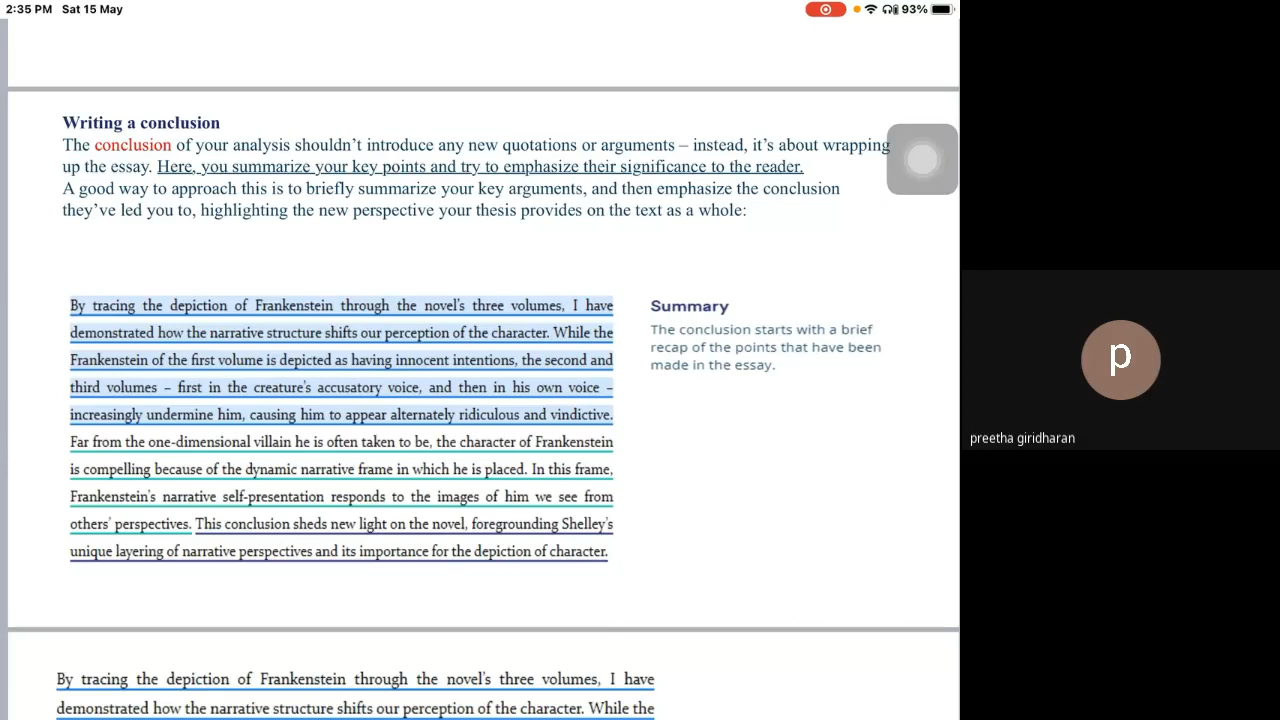 2:35 PM Sat 15 May
93%
Writing a conclusion
The conclusion of your analysis shouldn’t introduce any new quotations or arguments – instead, it’s about wrapping
up the essay. Here, you summarize your key points and try to emphasize their significance to the reader.
A good way to approach this is to briefly summarize your key arguments, and then emphasize the conclusion
they’ve led you to, highlighting the new perspective your thesis provides on the text as a whole:
By tracing the depiction of Frankenstein through the novel’s three volumes, I have
demonstrated how the narrative structure shifts our perception of the character. While the
Frankenstein of the first volume is depicted as having innocent intentions, the second and
third volumes – first in the creature’s accusatory voice, and then in his own voice –
increasingly undermine him, causing him to appear alternately ridiculous and vindictive.
Far from the one-dimensional villain he is often taken to be, the character of Frankenstein
is compelling because of the dynamic narrative frame in which he is placed. In this frame,
Frankenstein’s narrative self-presentation responds to the images of him we see from
others’ perspectives. This conclusion sheds new light on the novel, foregrounding Shelley’s
unique layering of narrative perspectives and its importance for the depiction of character.
Summary
The conclusion starts with a brief
recap of the points that have been
made in the essay.
p
preetha giridharan
By tracing the depiction of Frankenstein through the novel’s three volumes, I have
demonstrated how the narrative structure shifts our perception of the character. While the